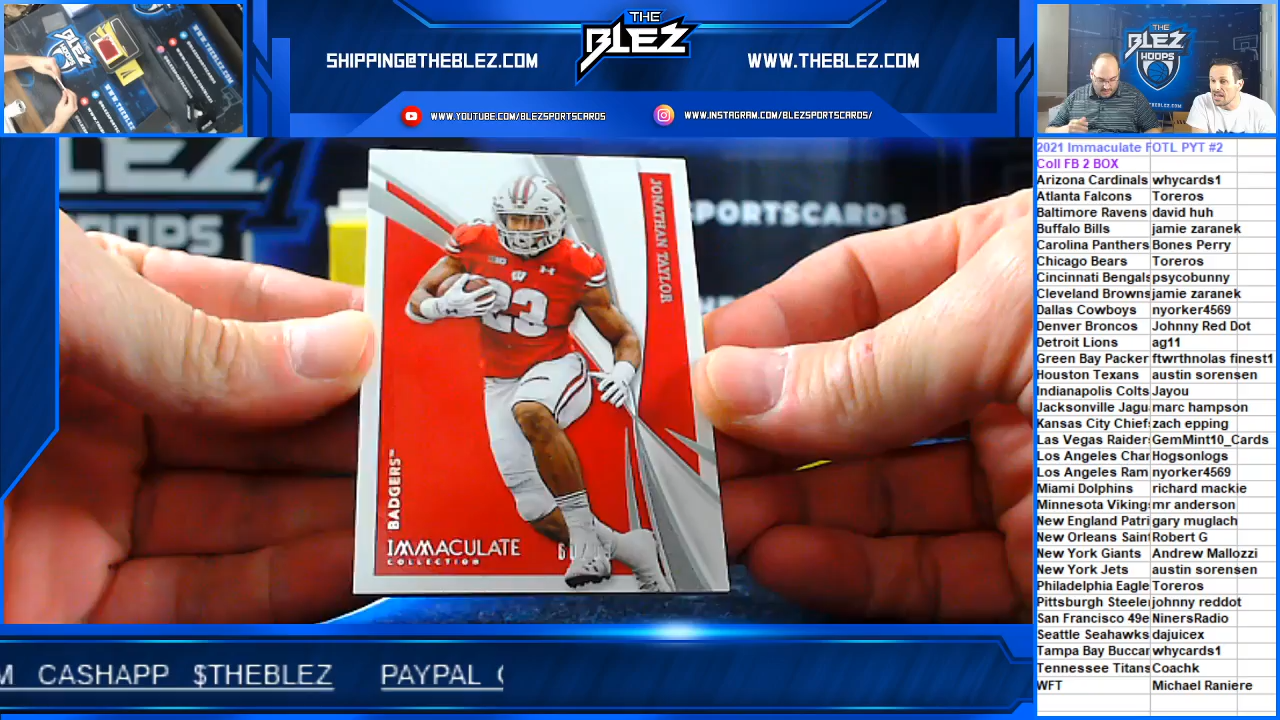 THE
BLEZ
SHIPPING@THEBLEZ.COM
WWW.THEBLEZ.COM
WWW.YOUTUBE.COM/BLEZSPORTSCARDS
WWW.INSTAGRAM.COM/BLEZSPORTSCARDS/
THE
BLEZ
HOOPS
BLEZ
HOOPS
SPORTSCARDS
JONATHAN TAYLOR
W
23
BADGERS™
IMMACULATE
COLLECTION
M CASHAPP $THEBLEZ PAYPAL
2021 Immaculate FOTL PYT #2
Coll FB 2 BOX
Arizona Cardinals whycards1
Atlanta Falcons Toreros
Baltimore Ravens david huh
Buffalo Bills jamie zaranek
Carolina Panthers Bones Perry
Chicago Bears Toreros
Cincinnati Bengals psycobunny
Cleveland Browns jamie zaranek
Dallas Cowboys nyorker4569
Denver Broncos Johnny Red Dot
Detroit Lions ag11
Green Bay Packer ftwrthnolas finest1
Houston Texans austin sorensen
Indianapolis Colts Jayou
Jacksonville Jagu marc hampson
Kansas City Chief zach epping
Las Vegas Raider GemMint10_Cards
Los Angeles Char Hogsonlogs
Los Angeles Ram nyorker4569
Miami Dolphins richard mackie
Minnesota Viking mr anderson
New England Patri gary muglach
New Orleans Saint Robert G
New York Giants Andrew Mallozzi
New York Jets austin sorensen
Philadelphia Eagle Toreros
Pittsburgh Steele johnny reddot
San Francisco 49e NinersRadio
Seattle Seahawks dajuicex
Tampa Bay Buccar whycards1
Tennessee Titans Coachk
WFT Michael Raniere